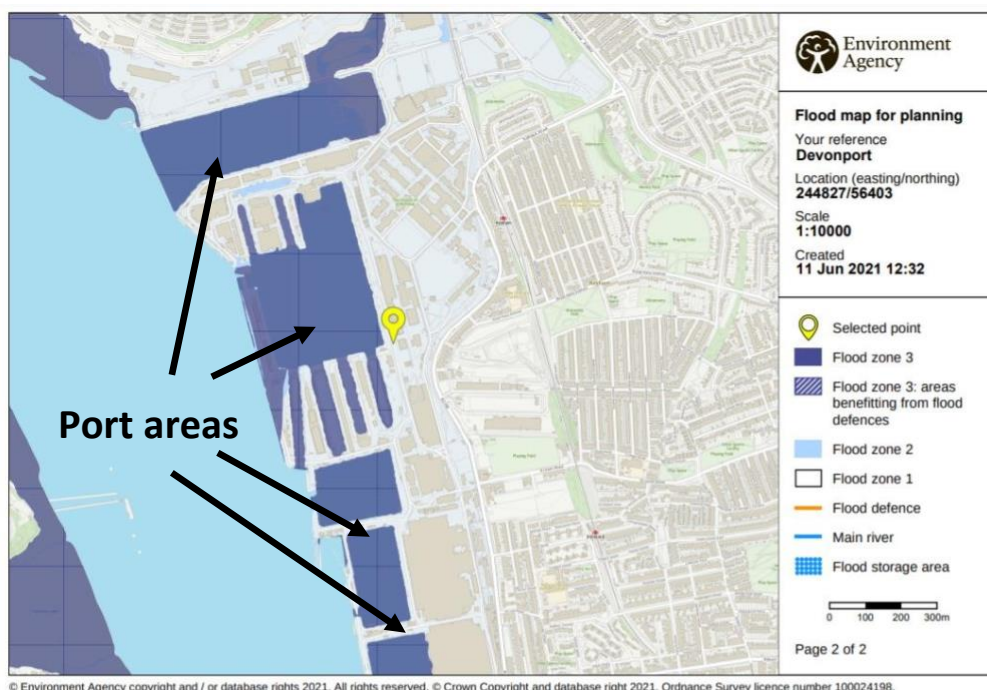 Port areas
Environment
Agency
Flood map for planning
Your reference
Devonport
Location (easting/northing)
244827/56403
Scale
1:10000
Created
11 Jun 2021 12:32
Selected point
Flood zone 3
Flood zone 3: areas
benefitting from flood
defences
Flood zone 2
Flood zone 1
Flood defence
Main river
Flood storage area
0 100 200 300m
Page 2 of 2
© Environment Agency copyright and / or database rights 2021. All rights reserved. © Crown Copyright and database right 2021. Ordnance Survey licence number 100024198.